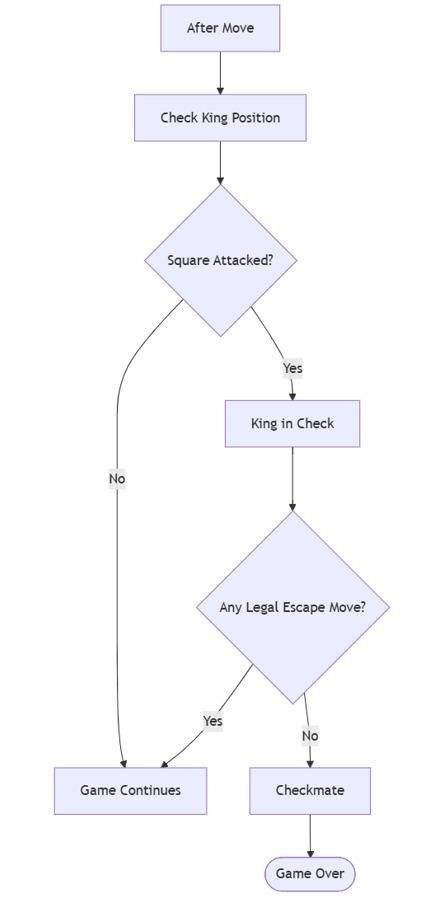 After Move
Check King Position
Square Attacked?
Yes
King in Check
No
Any Legal Escape Move?
Yes
No
Game Continues
Checkmate
Game Over